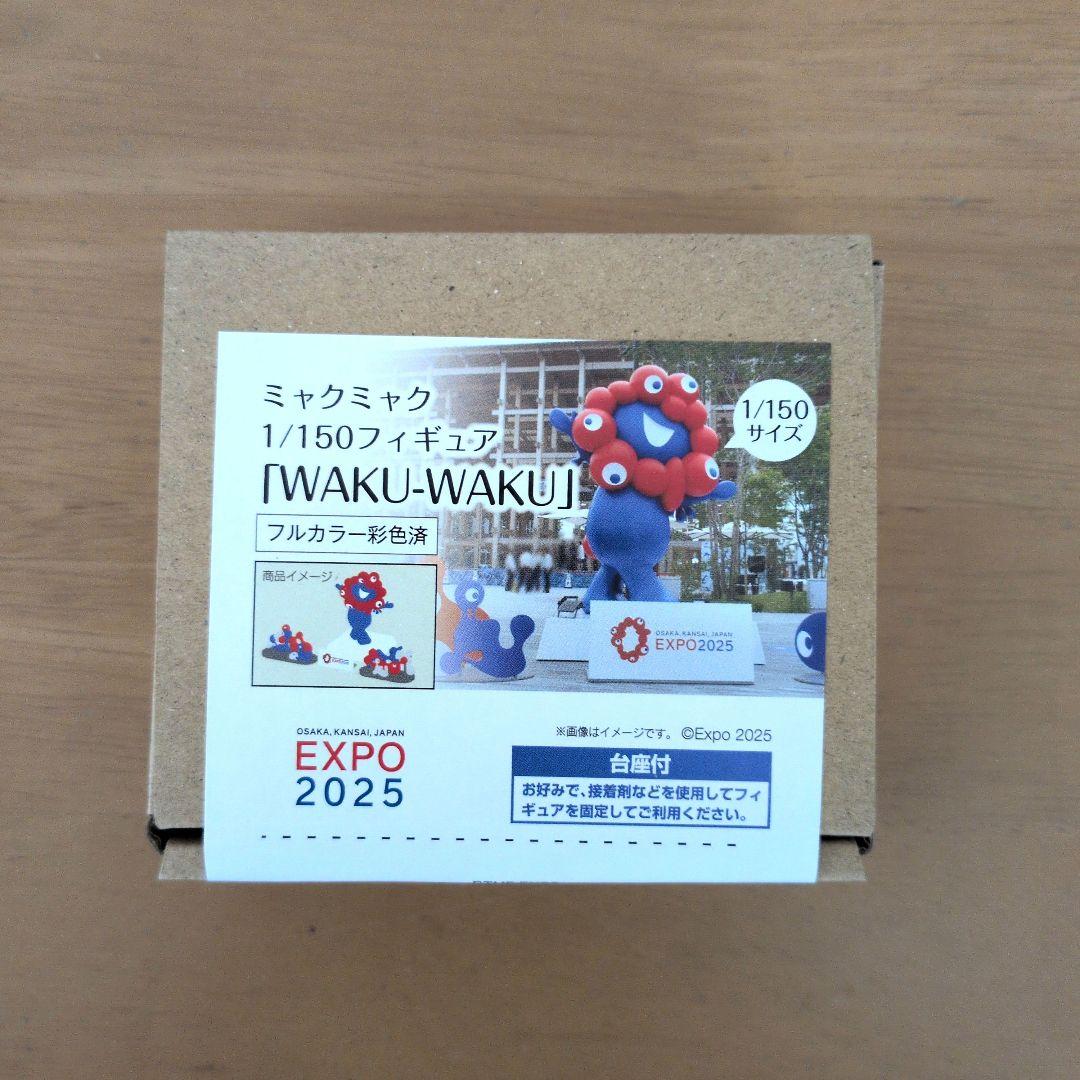 ミャクミャク
1/150フィギュア
「WAKU-WAKU」
フルカラー彩色済
商品イメージ
1/150
サイズ
OSAKA, KANSAI, JAPAN
EXPO2025
OSAKA, KANSAI, JAPAN
EXPO
2025
※画像はイメージです。 ©Expo 2025
台座付
お好みで、接着剤などを使用してフィ
ギュアを固定してご利用ください。